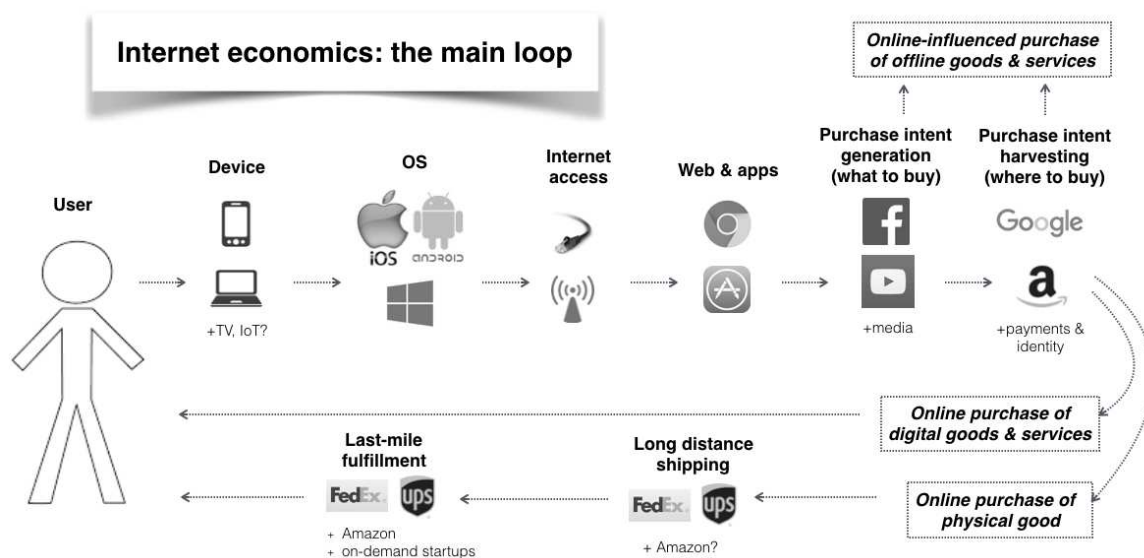 Internet economics: the main loop
Online-influenced purchase
of offline goods & services
User
Device
+TV, IoT?
OS
iOS
ANDROID
Internet
access
Web & apps
Purchase intent
generation
(what to buy)
+media
Purchase intent
harvesting
(where to buy)
Google
a
+payments &
identity
Online purchase of
digital goods & services
Last-mile
fulfillment
FedEx.
ups
+ Amazon
+ on-demand startups
Long distance
shipping
FedEx.
ups
+ Amazon?
Online purchase of
physical good